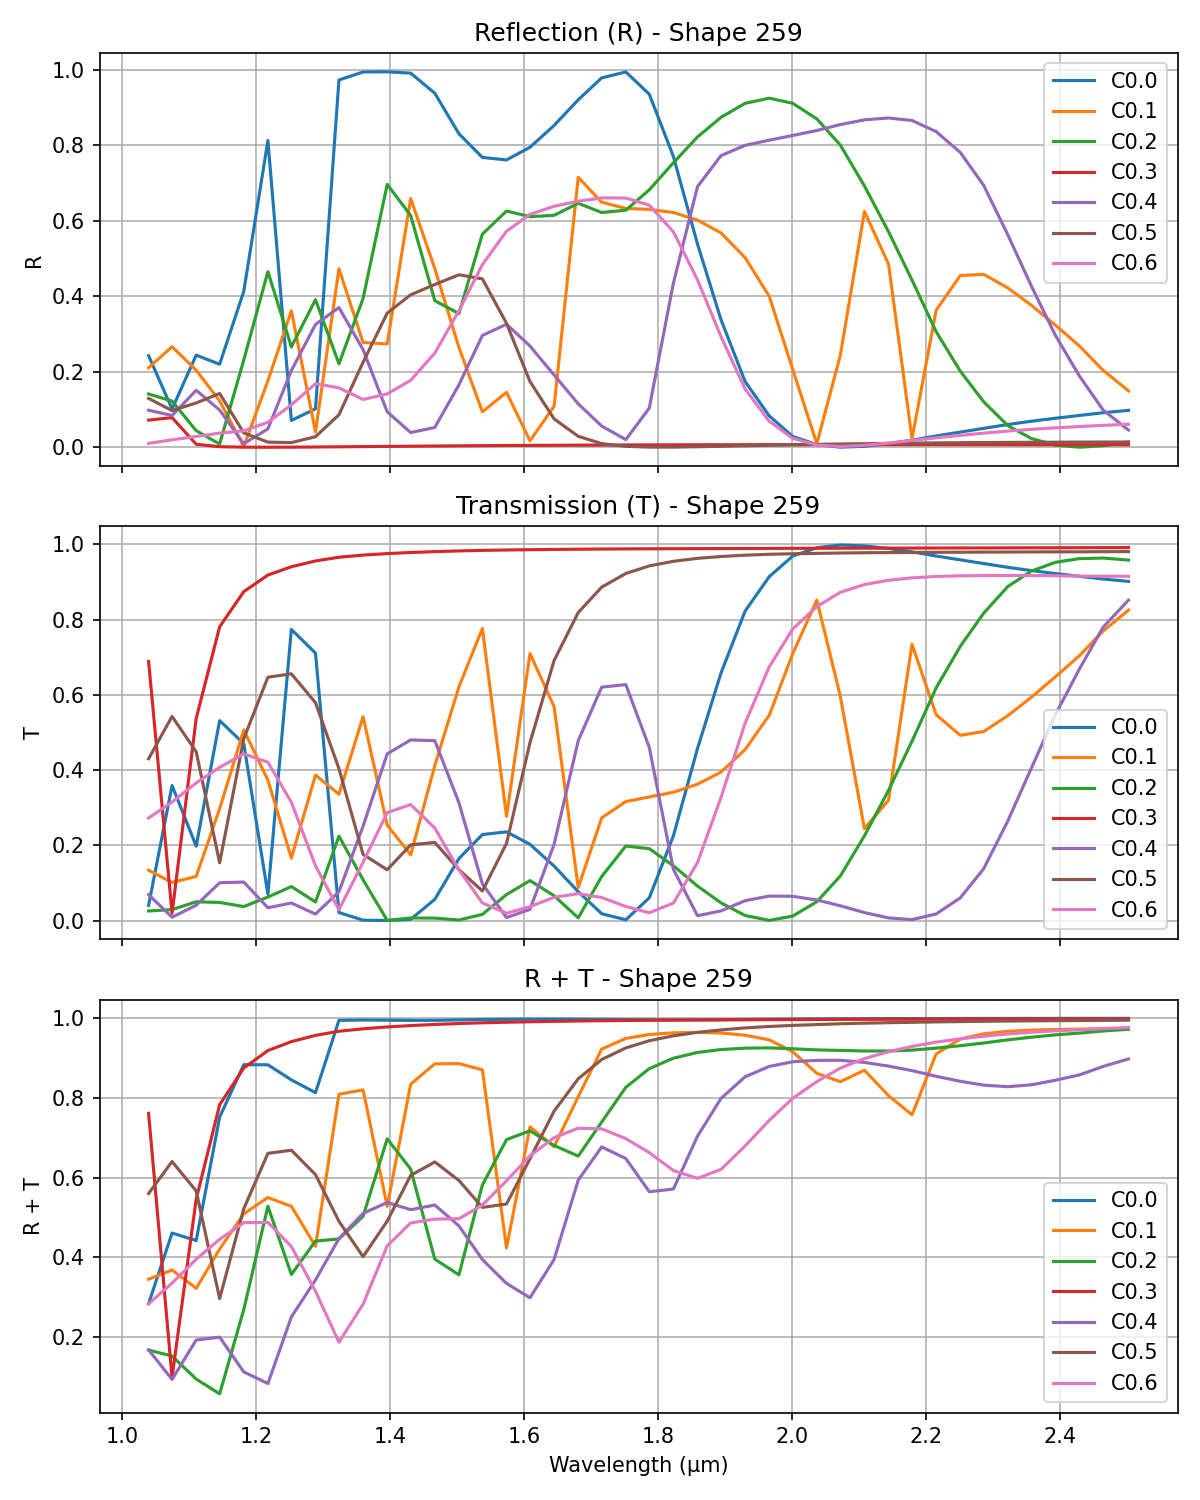 Reflection (R) - Shape 259
1.0
0.8
0.6
0.4
0.2
0.0
R
C0.0
C0.1
C0.2
C0.3
C0.4
C0.5
C0.6
Transmission (T) - Shape 259
1.0
0.8
0.6
0.4
0.2
0.0
T
C0.0
C0.1
C0.2
C0.3
C0.4
C0.5
C0.6
R + T - Shape 259
1.0
0.8
0.6
0.4
0.2
R + T
C0.0
C0.1
C0.2
C0.3
C0.4
C0.5
C0.6
1.0 1.2 1.4 1.6 1.8 2.0 2.2 2.4
Wavelength (µm)